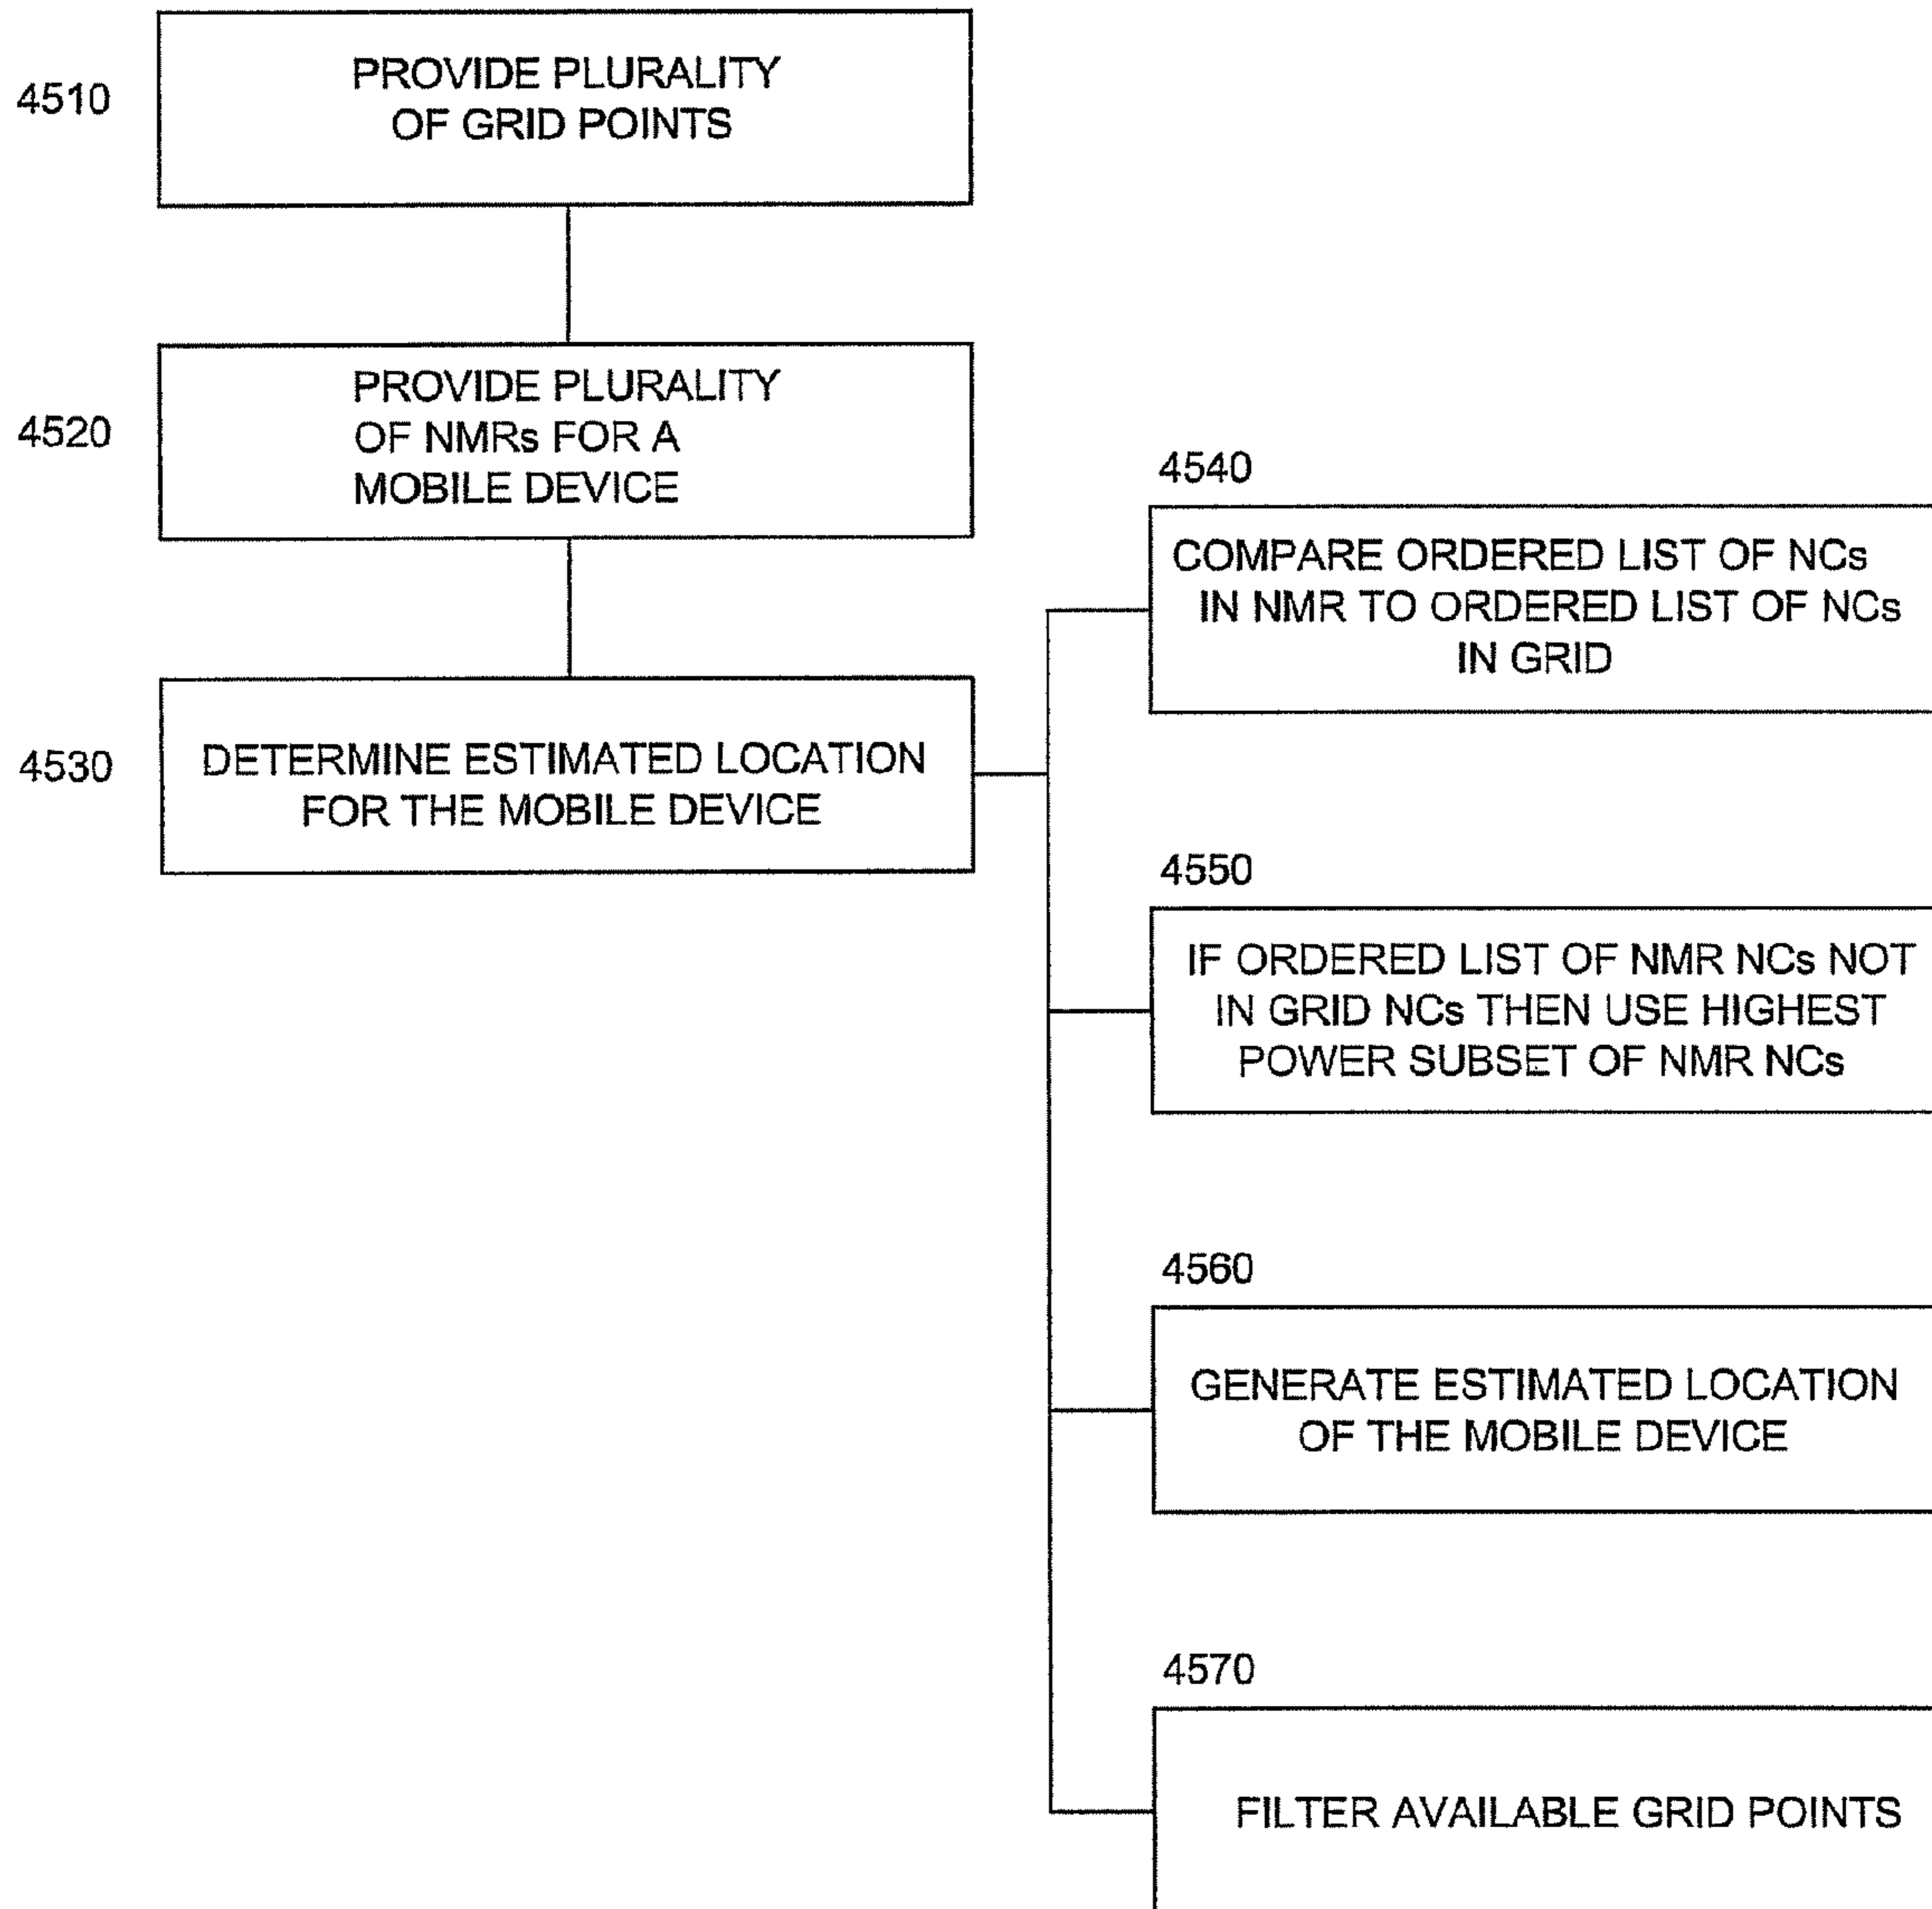 4510
PROVIDE PLURALITY
OF GRID POINTS
4520
PROVIDE PLURALITY
OF NMRs FOR A
MOBILE DEVICE
4530
DETERMINE ESTIMATED LOCATION
FOR THE MOBILE DEVICE
4540
COMPARE ORDERED LIST OF NCs
IN NMR TO ORDERED LIST OF NCs
IN GRID
4550
IF ORDERED LIST OF NMR NCs NOT
IN GRID NCs THEN USE HIGHEST
POWER SUBSET OF NMR NCs
4560
GENERATE ESTIMATED LOCATION
OF THE MOBILE DEVICE
4570
FILTER AVAILABLE GRID POINTS